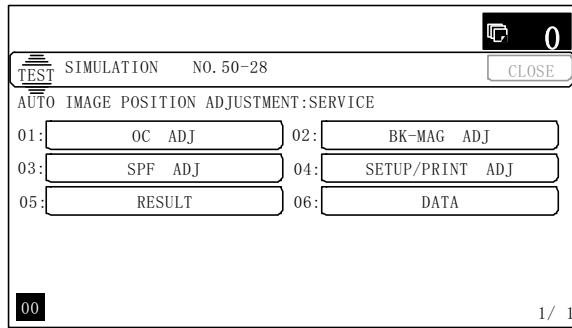 0
TEST SIMULATION NO.50-28 CLOSE
AUTO IMAGE POSITION ADJUSTMENT:SERVICE
01: OC ADJ 02: BK-MAG ADJ
03: SPF ADJ 04: SETUP/PRINT ADJ
05: RESULT 06: DATA
00 1/ 1